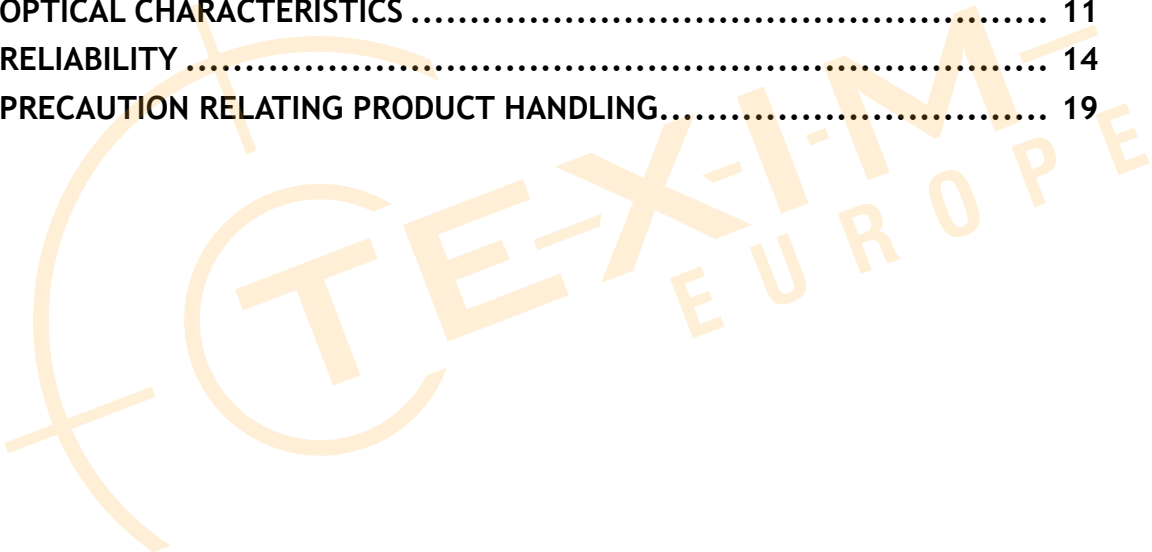 OPTICAL CHARACTERISTICS ...................................................... 11
RELIABILITY ......................................................................... 14
PRECAUTION RELATING PRODUCT HANDLING................................. 19
TEXIM
EUROPE